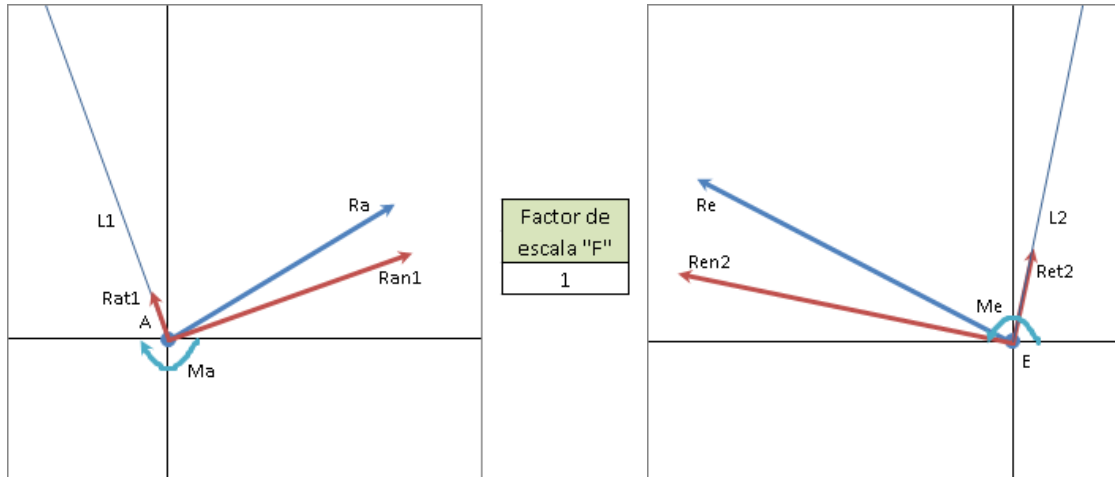 L1
Ra
Ran1
Rat1
A
Ma
Factor de
escala "F"
1
Re
Ren2
L2
Ret2
Me
E